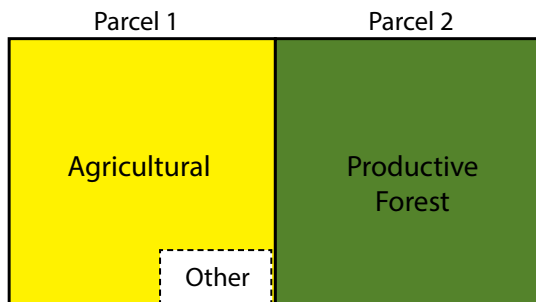 Parcel 1
Parcel 2
Agricultural
Productive
Forest
Other